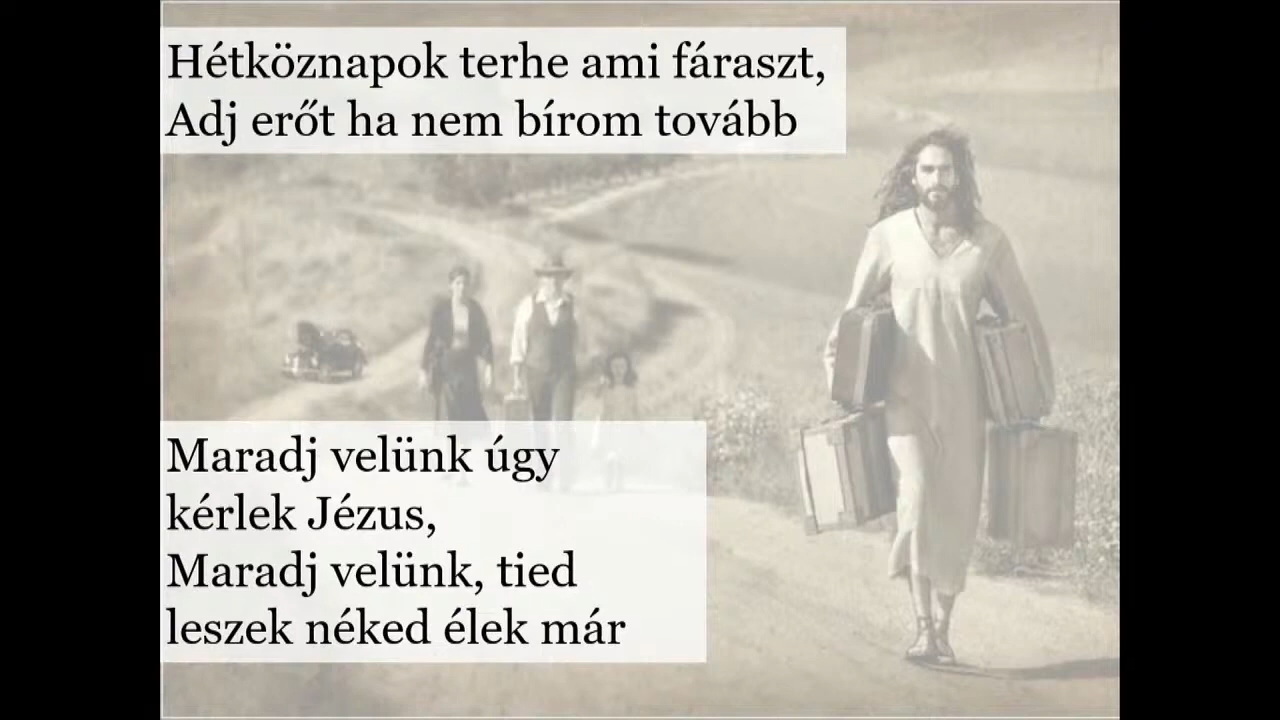 Hétköznapok terhe ami fáraszt,
Adj erőt ha nem bírom tovább
Maradj velünk úgy
kérlek Jézus,
Maradj velünk, tied
leszek néked élek már